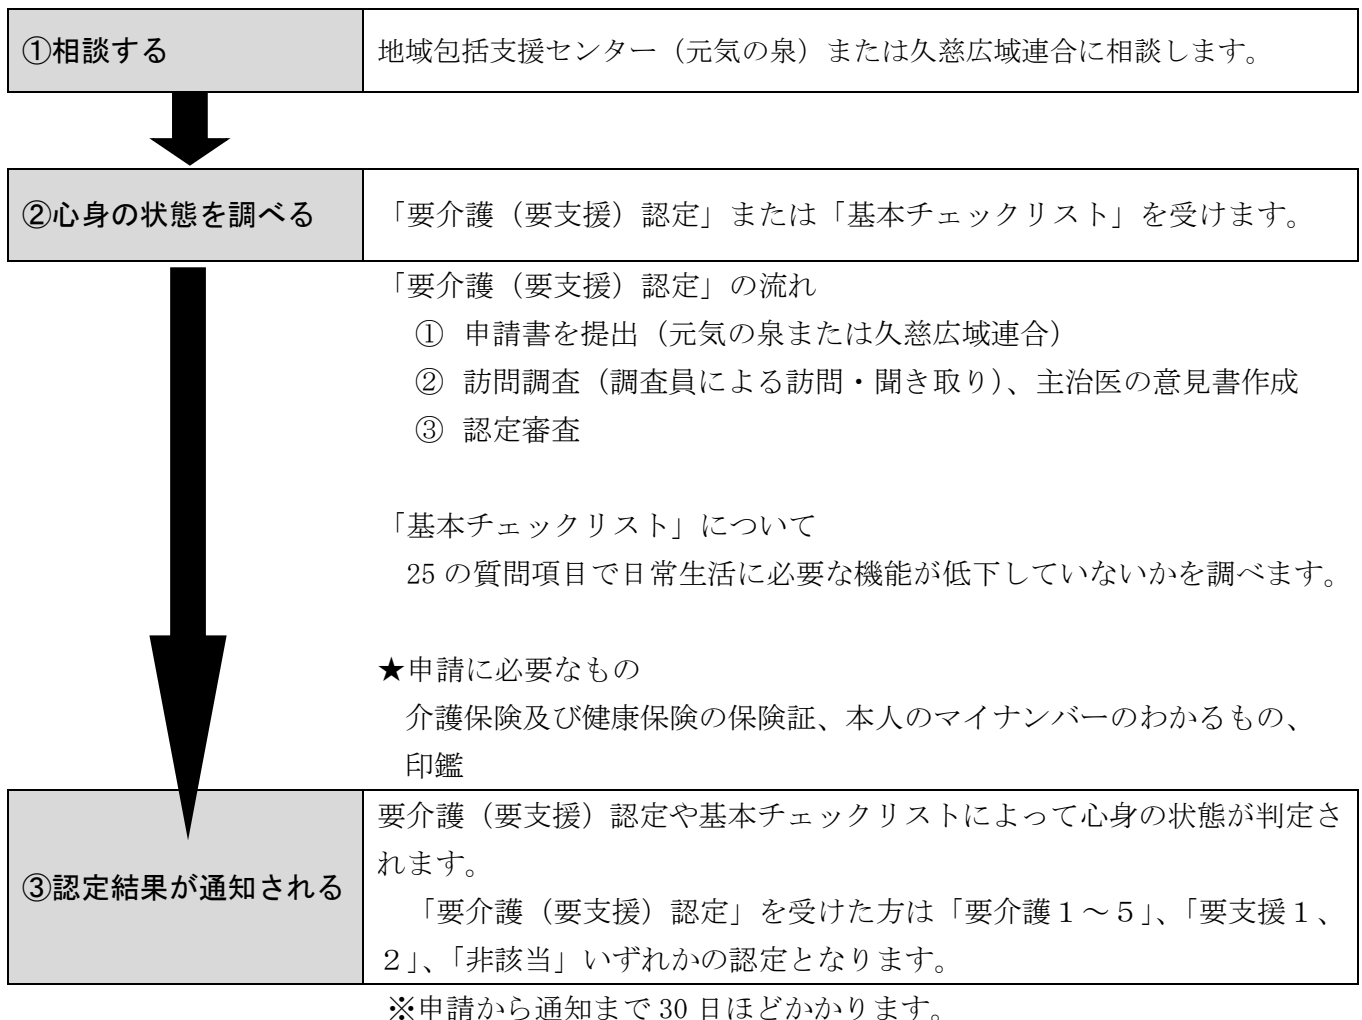 ①相談する
地域包括支援センター（元気の泉）または久慈広域連合に相談します。
②心身の状態を調べる
「要介護（要支援）認定」または「基本チェックリスト」を受けます。
「要介護（要支援）認定」の流れ
① 申請書を提出（元気の泉または久慈広域連合）
② 訪問調査（調査員による訪問・聞き取り）、主治医の意見書作成
③ 認定審査
「基本チェックリスト」について
25の質問項目で日常生活に必要な機能が低下していないかを調べます。
★申請に必要なもの
介護保険及び健康保険の保険証、本人のマイナンバーのわかるもの、
印鑑
③認定結果が通知される
要介護（要支援）認定や基本チェックリストによって心身の状態が判定さ
れます。
「要介護（要支援）認定」を受けた方は「要介護１～５」、「要支援１、
２」、「非該当」いずれかの認定となります。
※申請から通知まで30日ほどかかります。